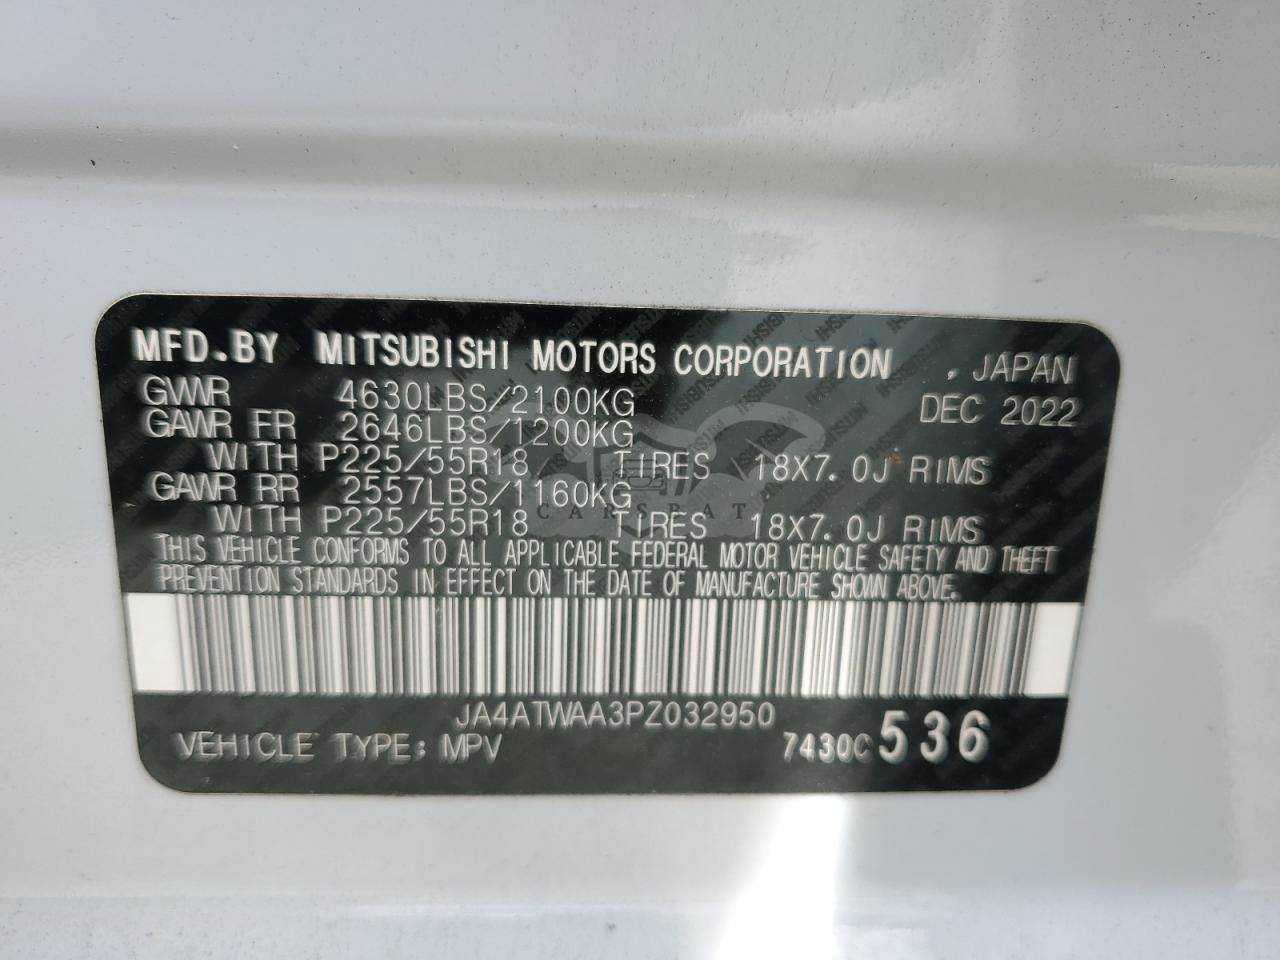 MFD.BY MITSUBISHI MOTORS CORPORATION , JAPAN
GVWR 4630LBS/2100KG DEC 2022
GAWR FR 2646LBS/1200KG
WITH P225/55R18 TIRES 18X7.0J RIMS
GAWR RR 2557LBS/1160KG
WITH P225/55R18 TIRES 18X7.0J RIMS
THIS VEHICLE CONFORMS TO ALL APPLICABLE FEDERAL MOTOR VEHICLE SAFETY AND THEFT
PREVENTION STANDARDS IN EFFECT ON THE DATE OF MANUFACTURE SHOWN ABOVE.
JA4ATWAA3PZ032950
VEHICLE TYPE: MPV 7430C 536